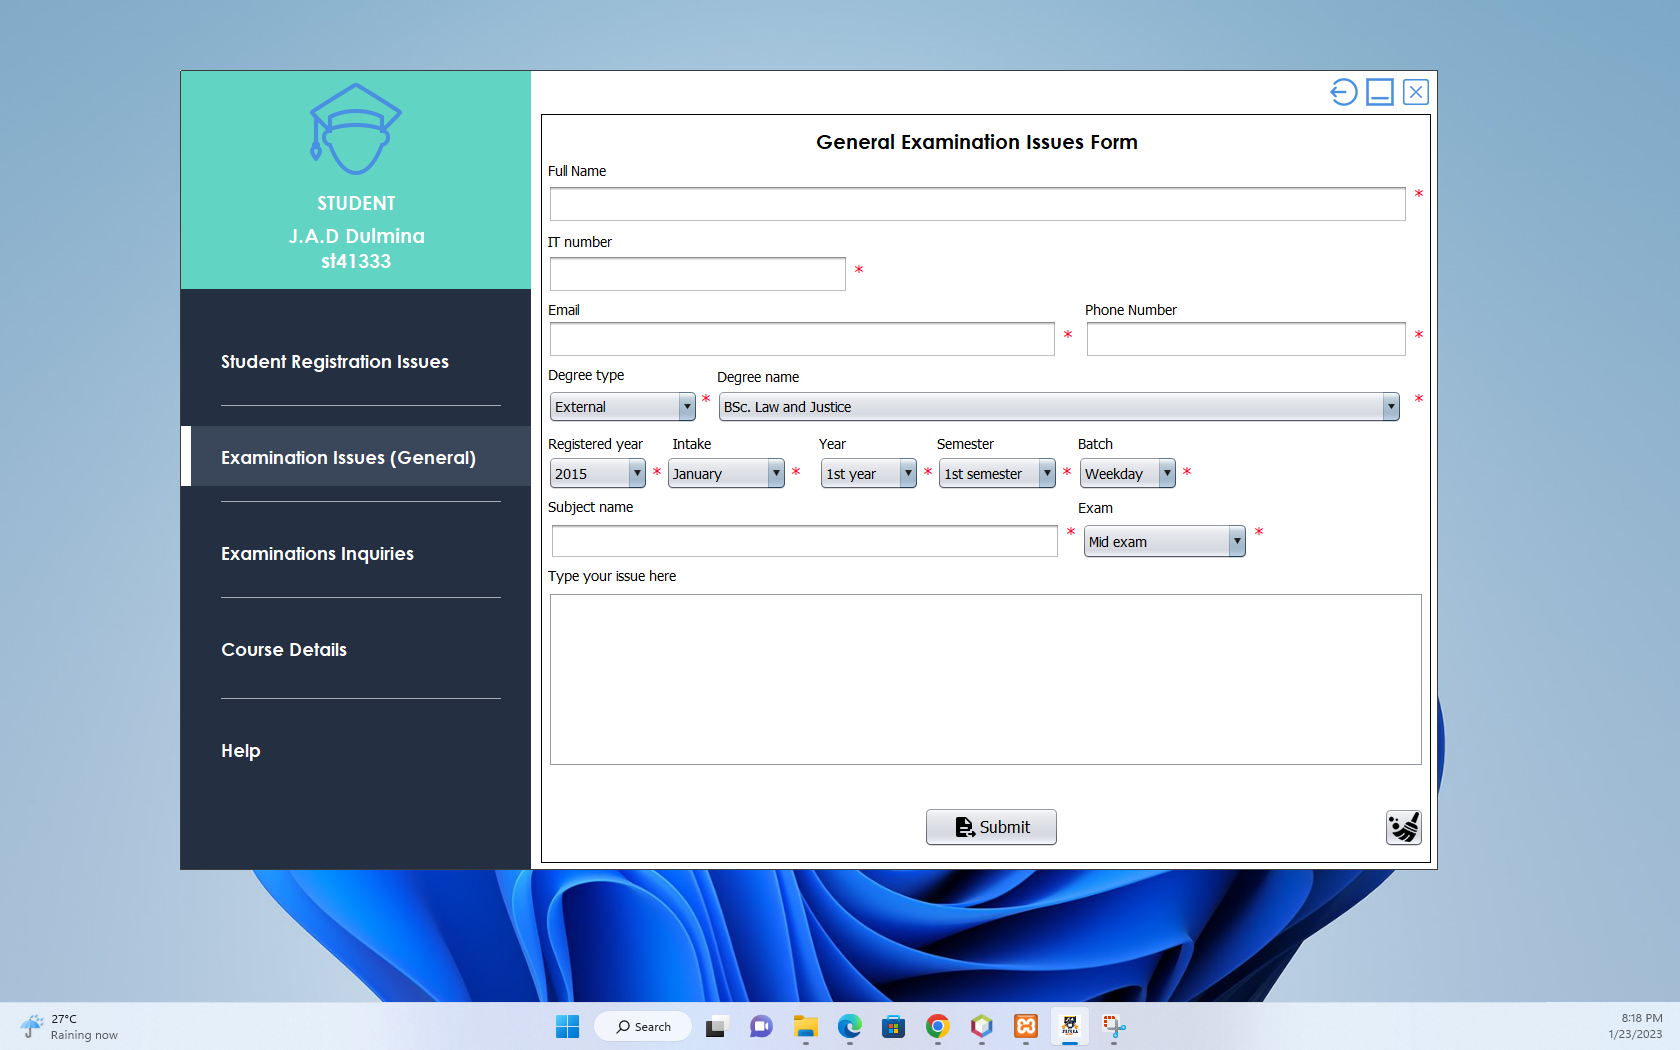 STUDENT
J.A.D Dulmina
st41333
Student Registration Issues
Examination Issues (General)
Examinations Inquiries
Course Details
Help
General Examination Issues Form
Full Name
*
IT number
*
Email Phone Number
* *
Degree type Degree name
External * BSc. Law and Justice *
Registered year Intake Year Semester Batch
2015 * January * 1st year * 1st semester * Weekday *
Subject name Exam
* Mid exam *
Type your issue here
Submit
27°C
Raining now
Search
8:18 PM
1/23/2023